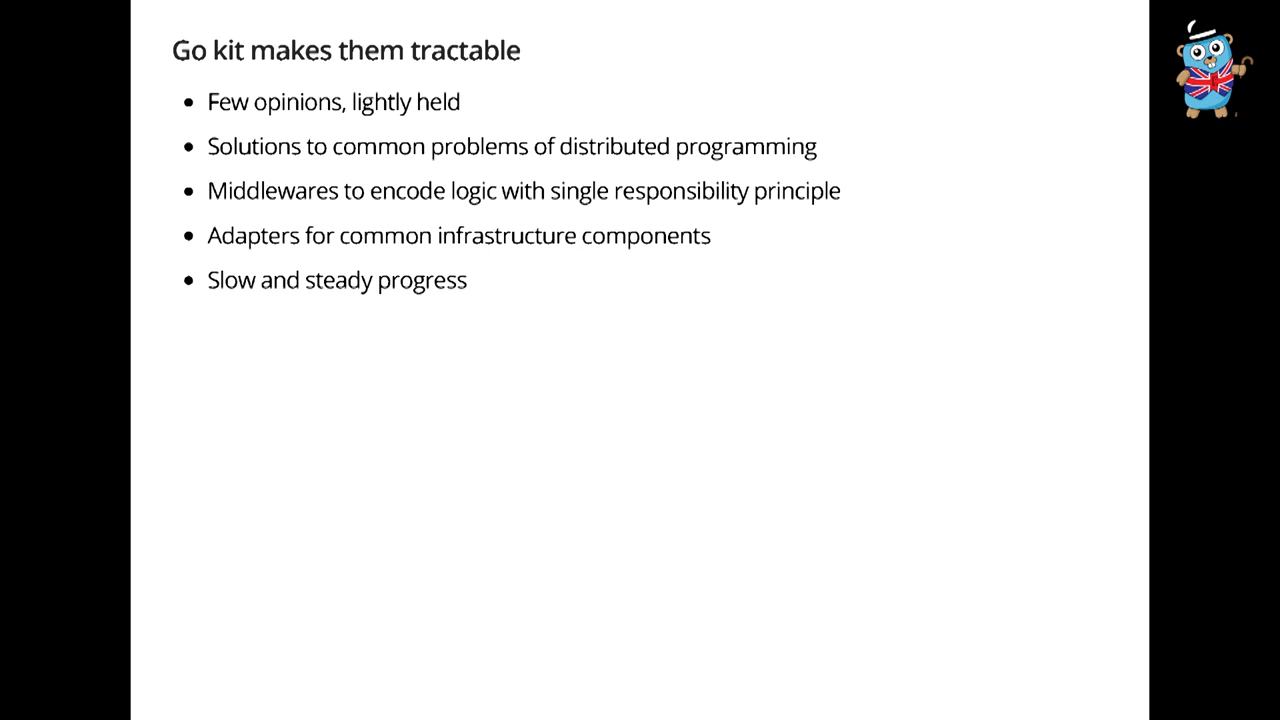 Go kit makes them tractable
• Few opinions, lightly held
• Solutions to common problems of distributed programming
• Middlewares to encode logic with single responsibility principle
• Adapters for common infrastructure components
• Slow and steady progress